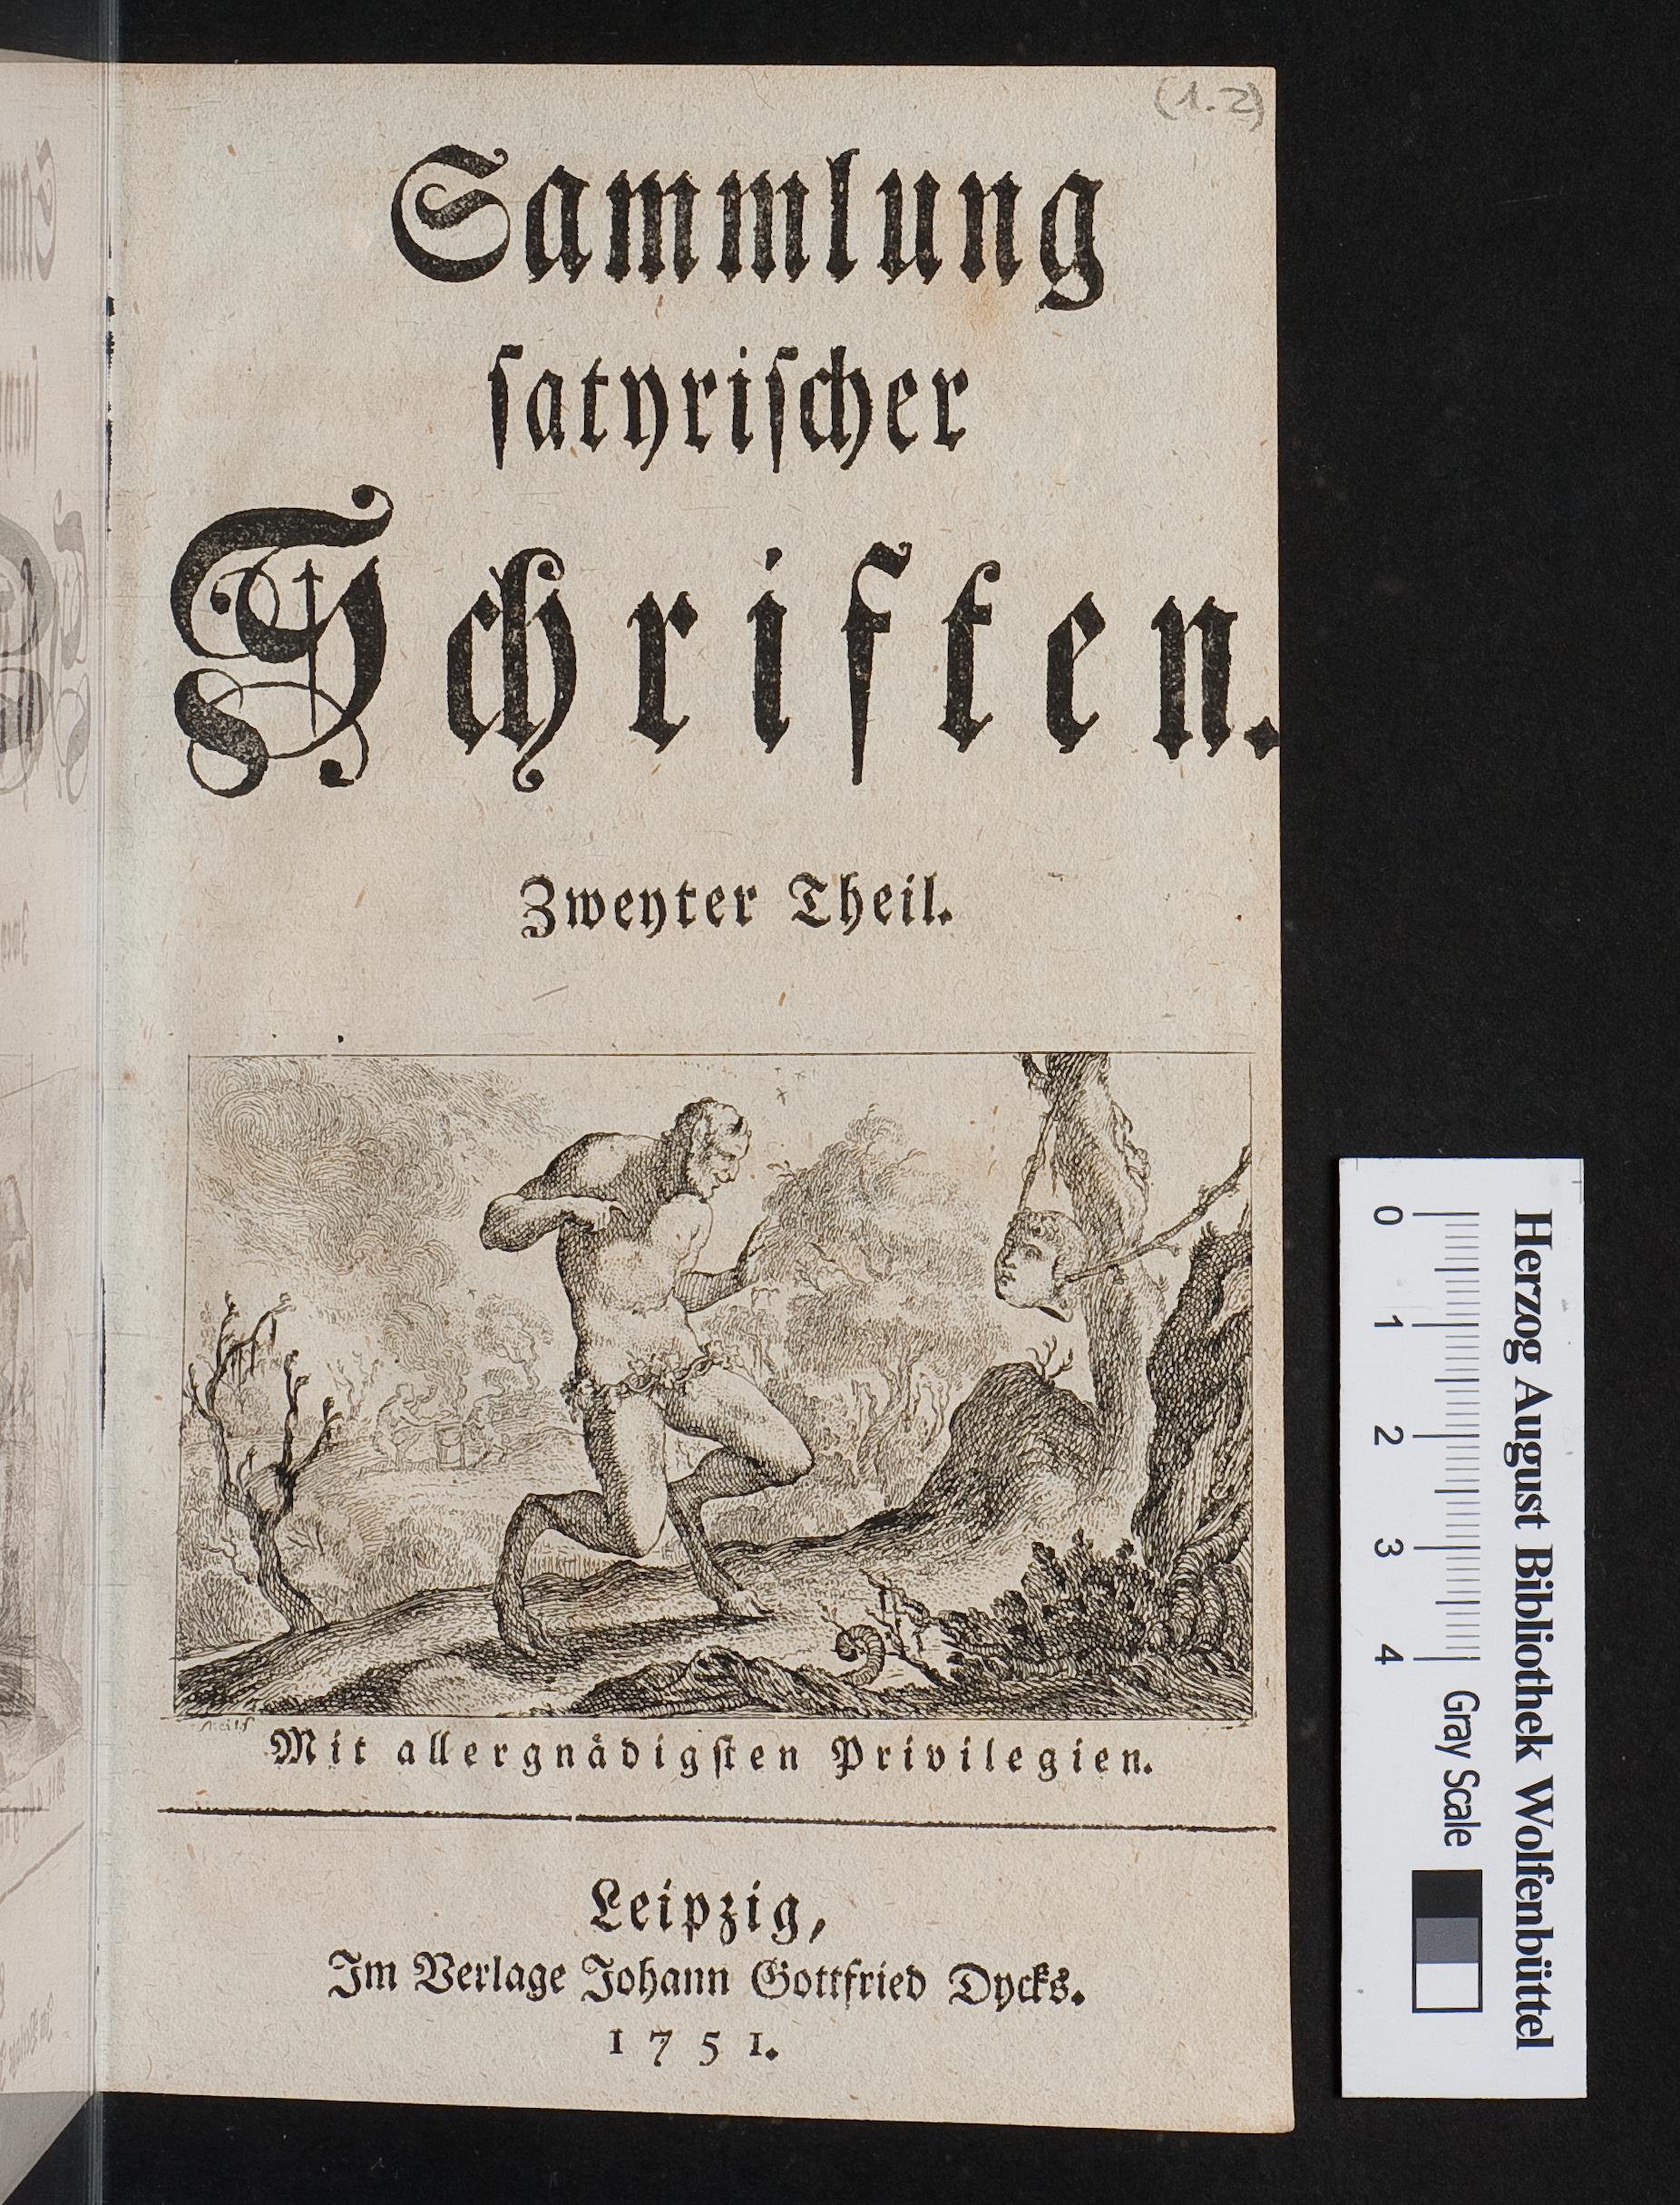 (1.2)
Sammlung
satyrischer
Schriften.
Zweyter Theil.
Mit allergnädigsten Privilegien.
Leipzig,
Im Verlage Johann Gottfried Dycks.
1751.
Herzog August Bibliothek Wolfenbüttel
0 1 2 3 4 Gray Scale